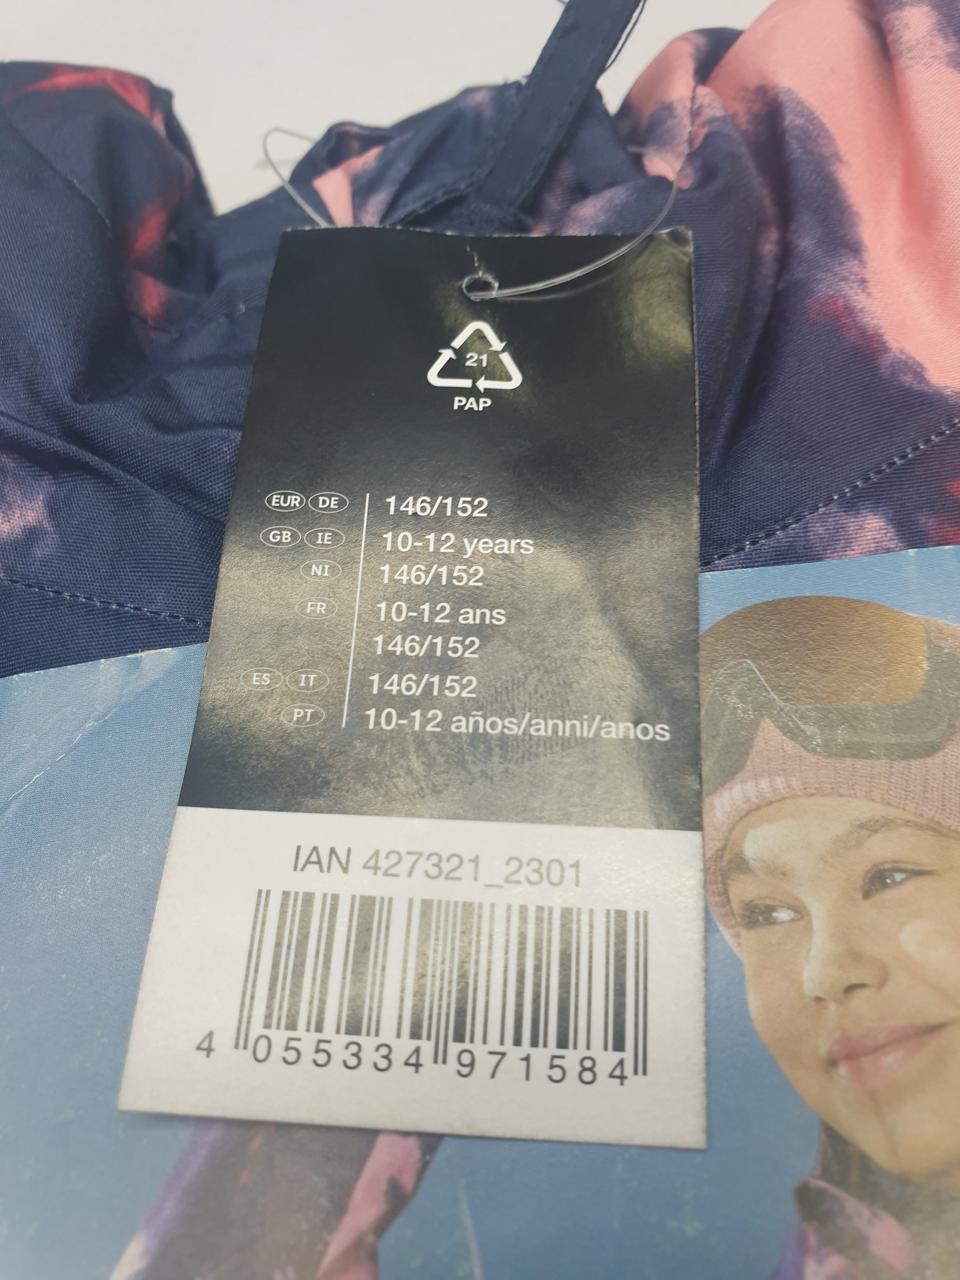 21
PAP
EUR DE 146/152
GB IE 10-12 years
NI 146/152
FR 10-12 ans
146/152
ES IT 146/152
PT 10-12 años/anni/anos
IAN 427321_2301
4 055334 971584